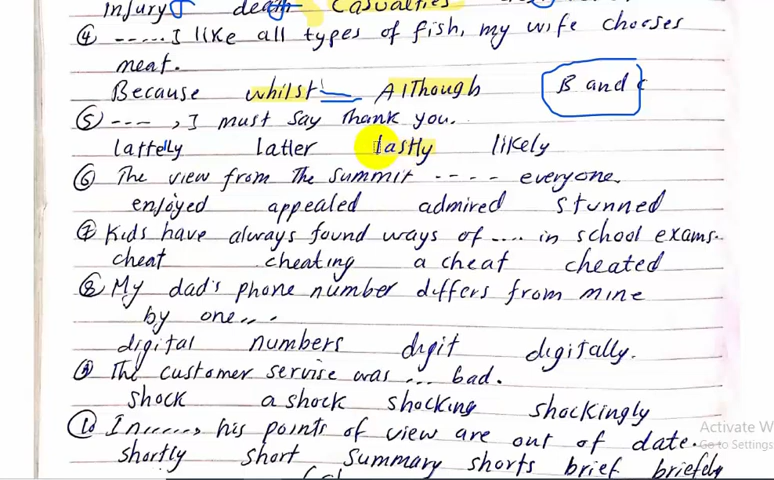 Injury death Casualties
④ ..... I like all types of fish, my wife chooses
meat.
Because whilst Although B and c
⑤ ----, I must say thank you.
lattelly latter lastly likely
⑥ The view from The summit ---- everyone.
enjoyed appealed admired stunned
⑦ Kids have always found ways of .... in school exams.
cheat cheating a cheat cheated
⑧ My dad's phone number differs from mine
by one....
digital numbers digit digitally.
⑨ The customer servise was ... bad.
shock a shock shocking shockingly
⑩ In......, his points of view are out of date.
shortly short summary shorts brief briefly
Activate W
Go to Settings